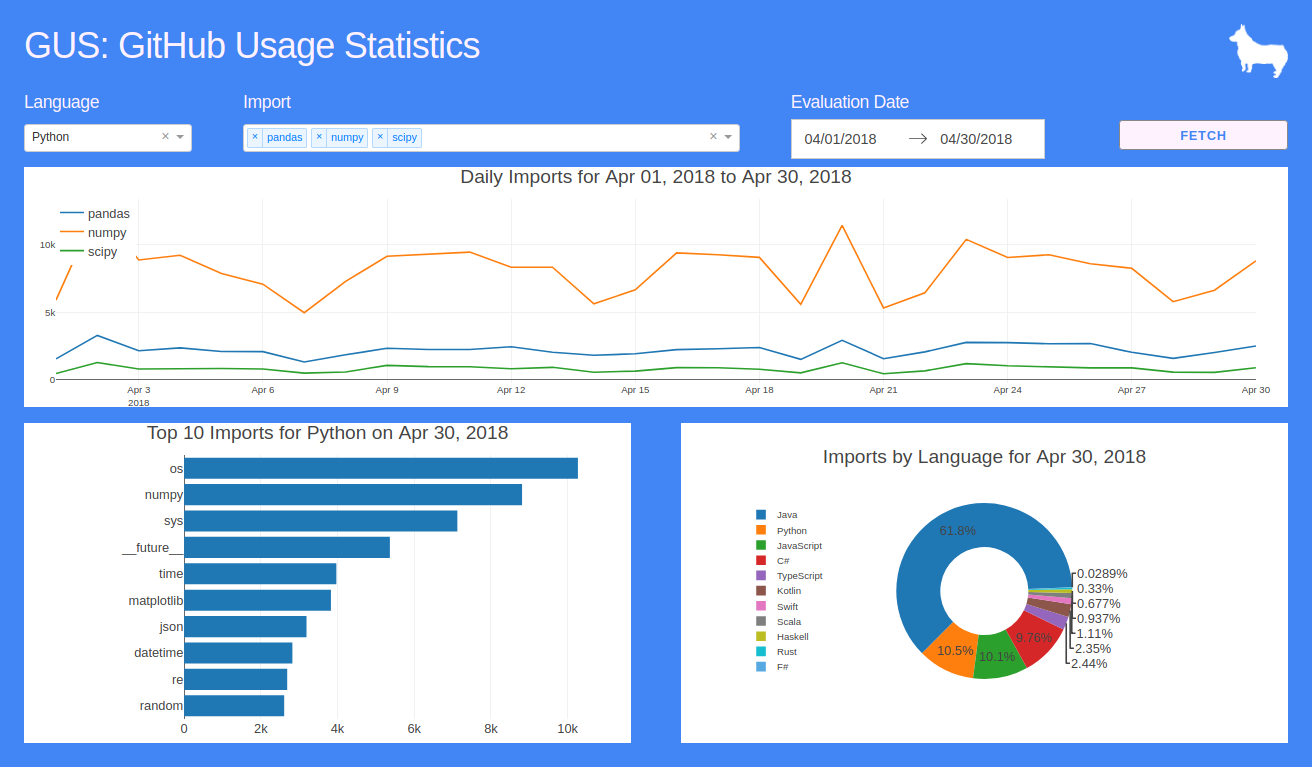 GUS: GitHub Usage Statistics
Language
Import
Evaluation Date
Python × 
× pandas × numpy × scipy ×
04/01/2018 → 04/30/2018
FETCH
Daily Imports for Apr 01, 2018 to Apr 30, 2018
pandas
numpy
scipy
10k
5k
0
Apr 3 Apr 6 Apr 9 Apr 12 Apr 15 Apr 18 Apr 21 Apr 24 Apr 27 Apr 30
2018
Top 10 Imports for Python on Apr 30, 2018
os
numpy
sys
__future__
time
matplotlib
json
datetime
re
random
0 2k 4k 6k 8k 10k
Imports by Language for Apr 30, 2018
Java
Python
JavaScript
C#
TypeScript
Kotlin
Swift
Scala
Haskell
Rust
F#
61.8%
10.5%
10.1%
9.76%
0.0289%
0.33%
0.677%
0.937%
1.11%
2.35%
2.44%